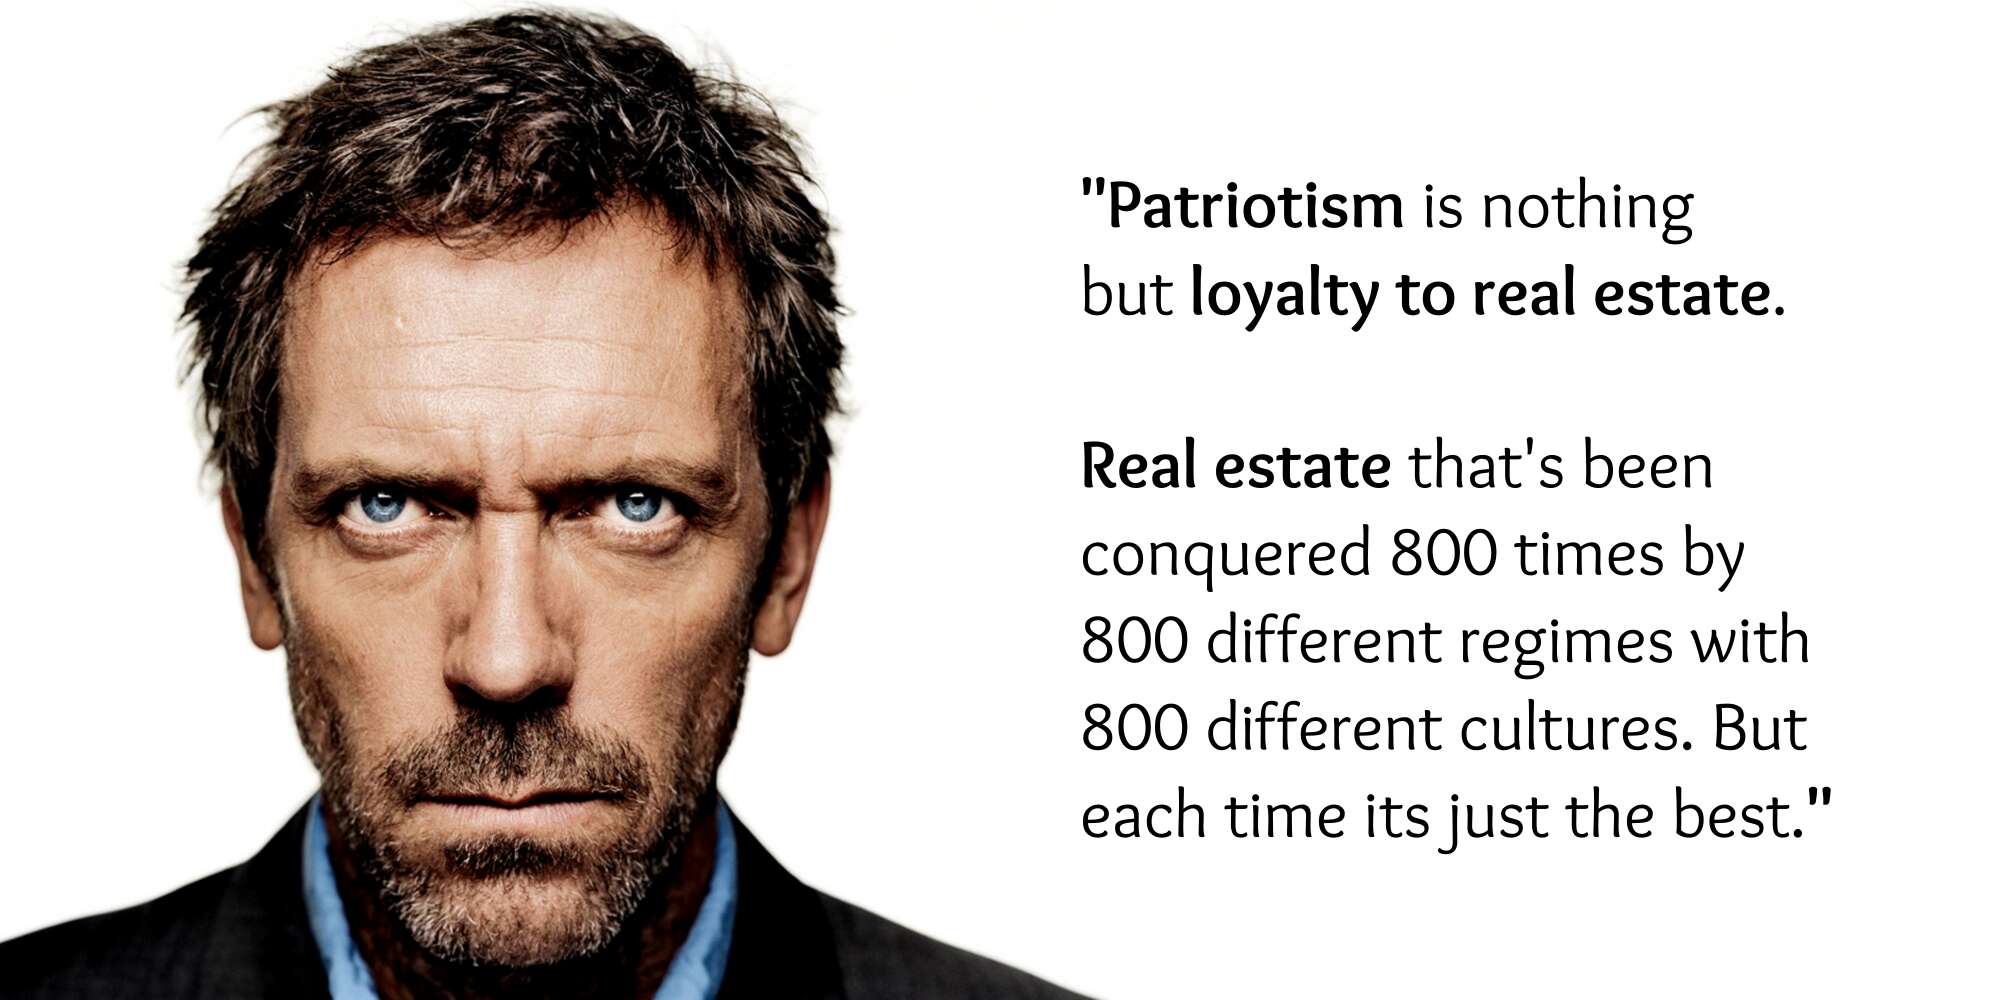 "Patriotism is nothing
but loyalty to real estate.
Real estate that's been
conquered 800 times by
800 different regimes with
800 different cultures. But
each time its just the best."